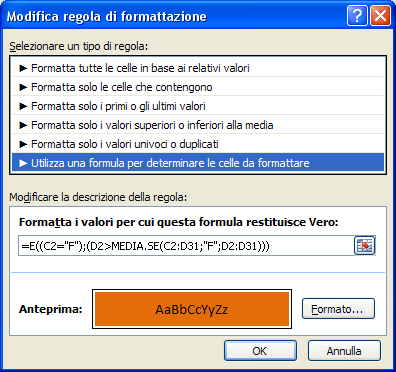 Modifica regola di formattazione
Selezionare un tipo di regola:
► Formatta tutte le celle in base ai relativi valori
► Formatta solo le celle che contengono
► Formatta solo i primi o gli ultimi valori
► Formatta solo i valori superiori o inferiori alla media
► Formatta solo i valori univoci o duplicati
► Utilizza una formula per determinare le celle da formattare
Modificare la descrizione della regola:
Formatta i valori per cui questa formula restituisce Vero:
=E((C2="F");(D2>MEDIA.SE(C2:D31;"F";D2:D31)))
Anteprima:
AaBbCcYyZz
Formato...
OK
Annulla